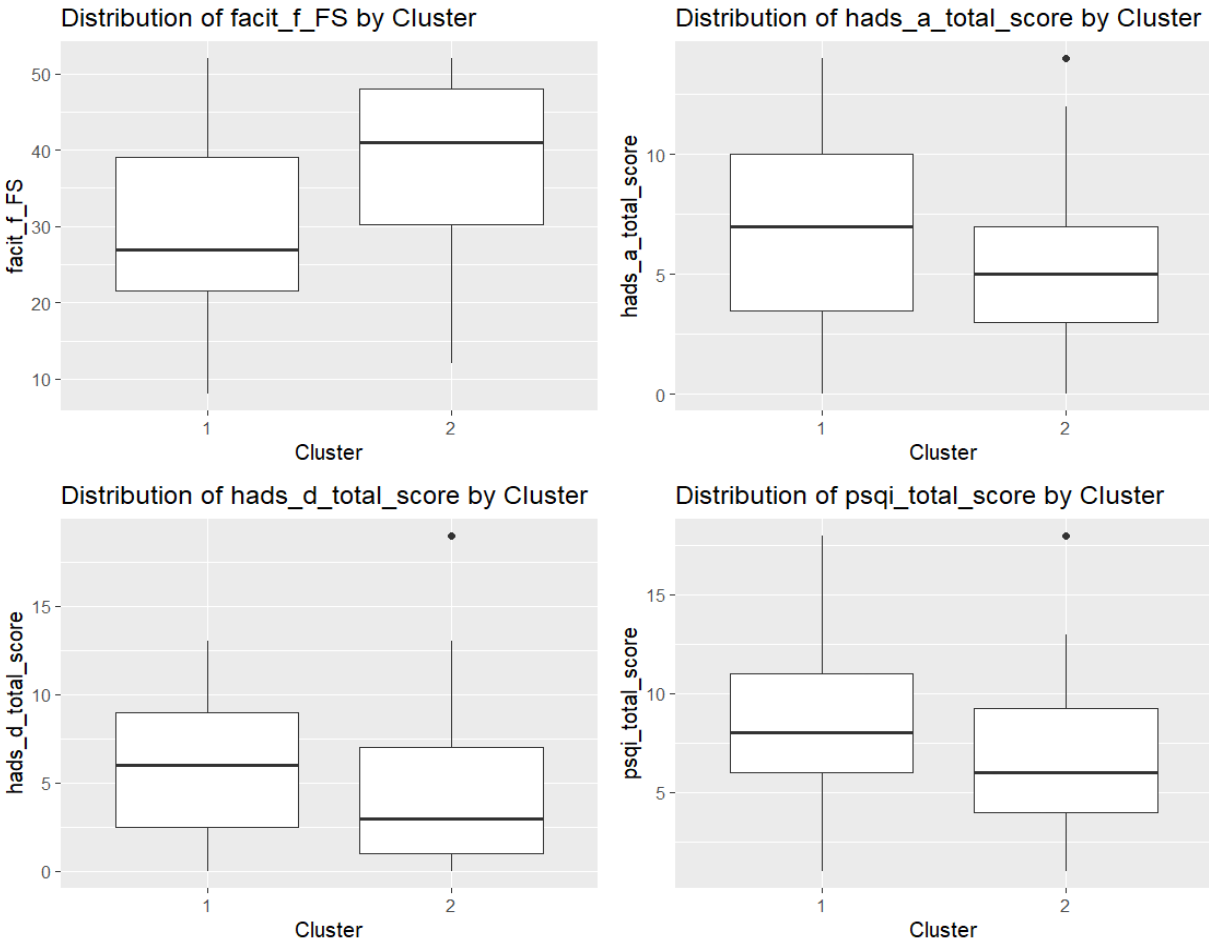 Distribution of facit_f_FS by Cluster
facit_f_FS
50
40
30
20
10
1 2
Cluster
Distribution of hads_a_total_score by Cluster
hads_a_total_score
10
5
0
1 2
Cluster
Distribution of hads_d_total_score by Cluster
hads_d_total_score
15
10
5
0
1 2
Cluster
Distribution of psqi_total_score by Cluster
psqi_total_score
15
10
5
1 2
Cluster